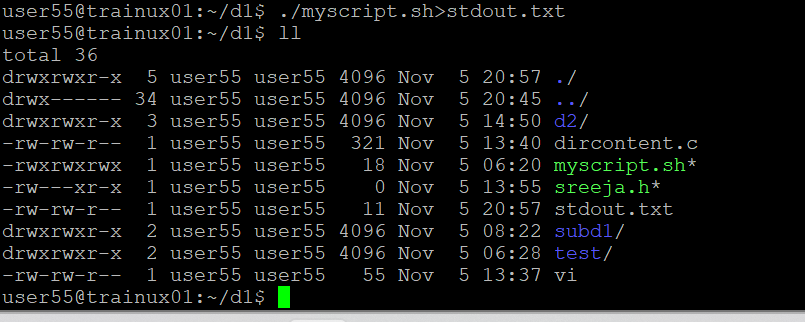 user55@trainux01:~/d1$ ./myscript.sh>stdout.txt
user55@trainux01:~/d1$ ll
total 36
drwxrwxr-x  5 user55 user55 4096 Nov  5 20:57 ./
drwx------ 34 user55 user55 4096 Nov  5 20:45 ../
drwxrwxr-x  3 user55 user55 4096 Nov  5 14:50 d2/
-rw-rw-r--  1 user55 user55  321 Nov  5 13:40 dircontent.c
-rwxrwxrwx  1 user55 user55   18 Nov  5 06:20 myscript.sh*
-rw---xr-x  1 user55 user55    0 Nov  5 13:55 sreeja.h*
-rw-rw-r--  1 user55 user55   11 Nov  5 20:57 stdout.txt
drwxrwxr-x  2 user55 user55 4096 Nov  5 08:22 subd1/
drwxrwxr-x  2 user55 user55 4096 Nov  5 06:28 test/
-rw-rw-r--  1 user55 user55   55 Nov  5 13:37 vi
user55@trainux01:~/d1$